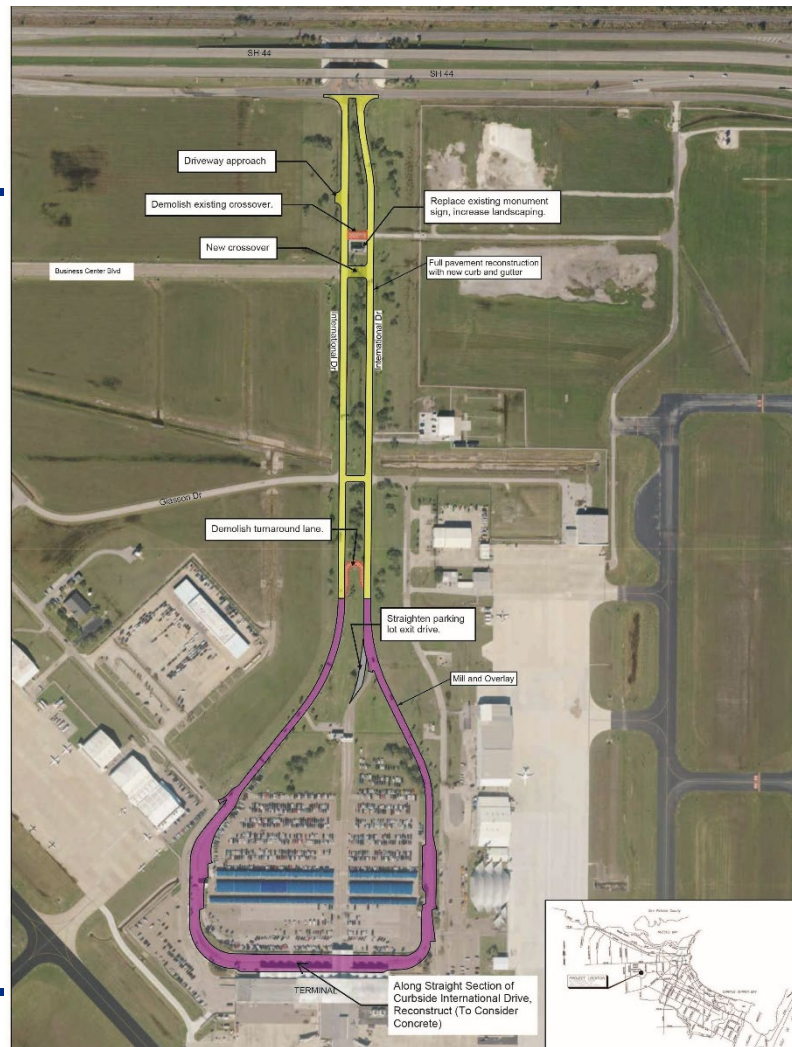 SH 44
SH 44
Driveway approach
Demolish existing crossover.
Replace existing monument
sign, increase landscaping.
New crossover
Business Center Blvd
Full pavement reconstruction
with new curb and gutter
International Dr
International Dr
Glasson Dr
Demolish turnaround lane.
Straighten parking
lot exit drive.
Mill and Overlay
TERMINAL
Along Straight Section of
Curbside International Drive,
Reconstruct (To Consider
Concrete)
PROJECT LOCATION